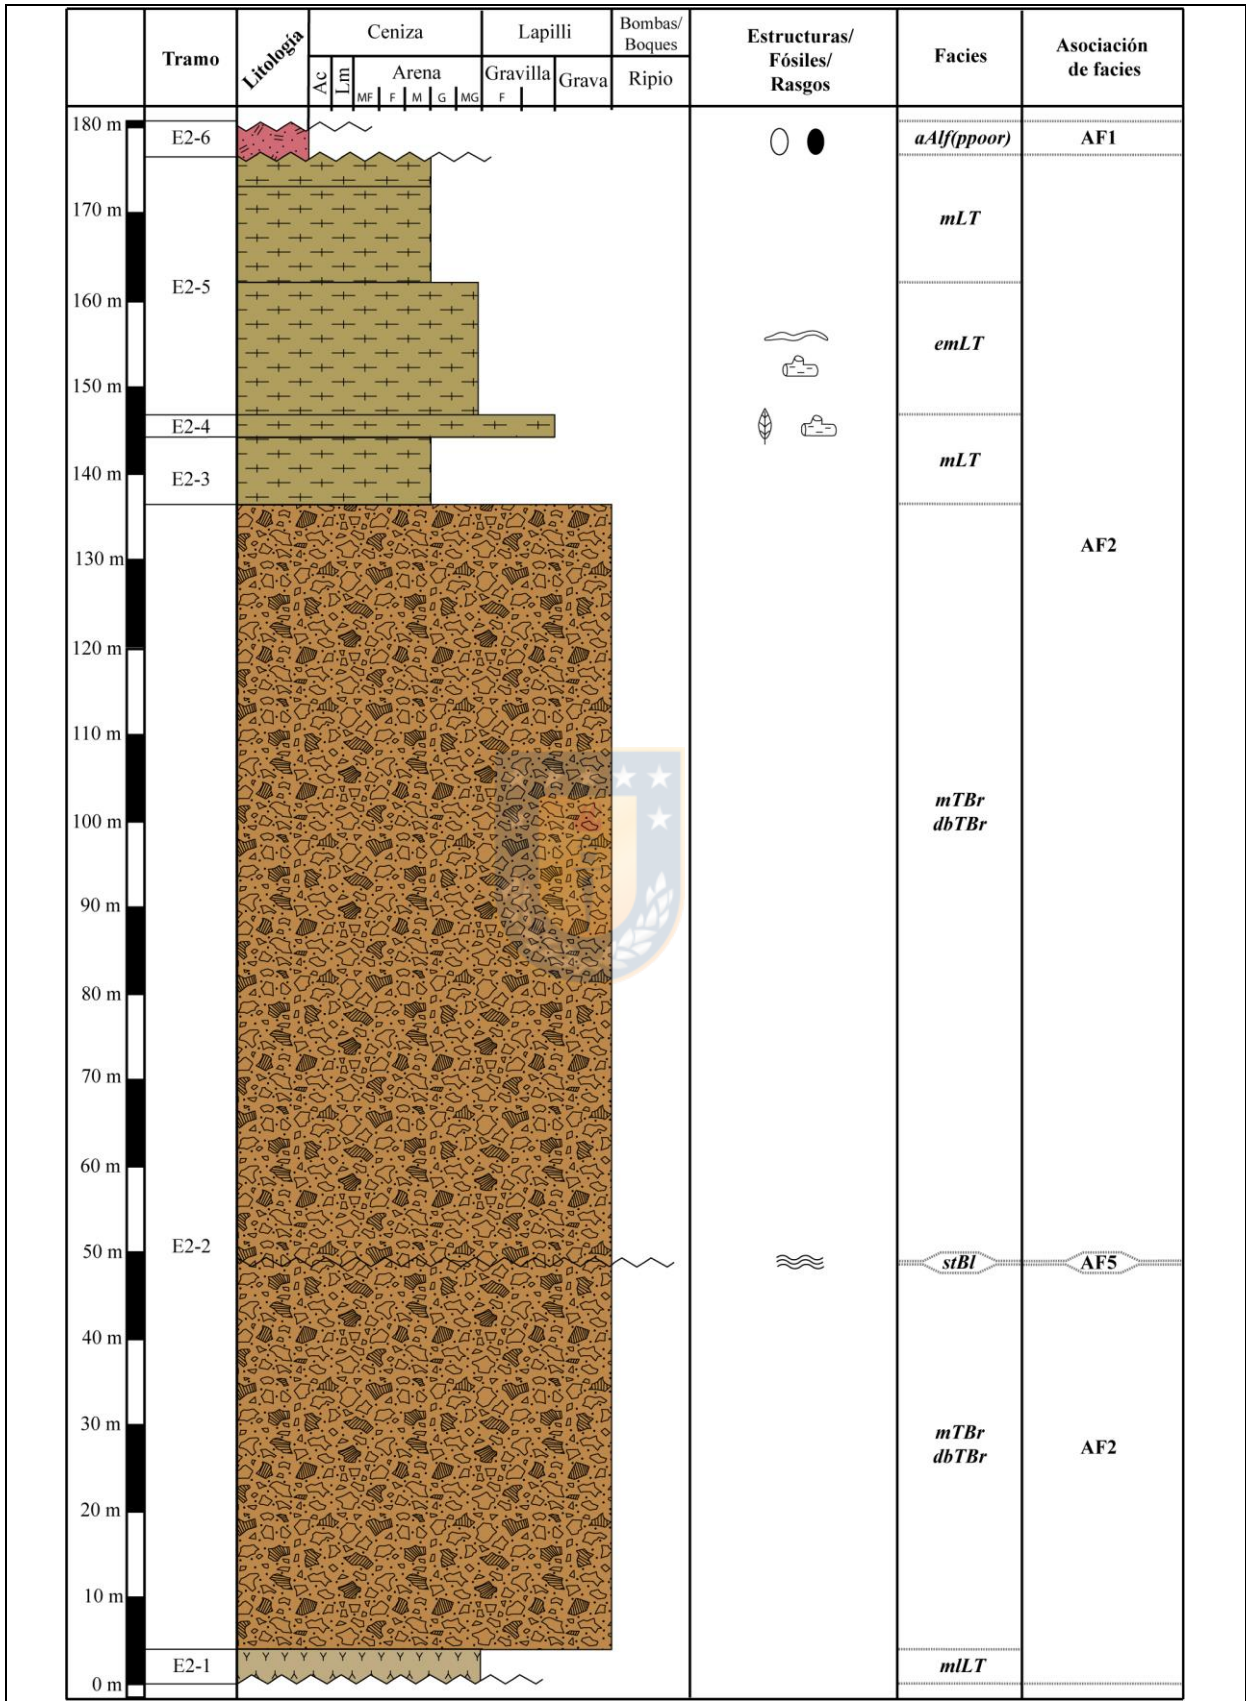 Tramo
Litología
Ceniza
Lapilli
Bombas/
Boques
Ac
Lm
Arena
MF
F
M
G
MG
Gravilla
F
Grava
Ripio
Estructuras/
Fósiles/
Rasgos
Facies
Asociación
de facies
180 m
E2-6
aAlf(ppoor)
AF1
170 m
mLT
E2-5
160 m
emLT
150 m
E2-4
mLT
140 m
E2-3
AF2
130 m
120 m
110 m
mTBr
dbTBr
100 m
90 m
80 m
70 m
60 m
E2-2
50 m
stBl
AF5
40 m
30 m
mTBr
dbTBr
AF2
20 m
10 m
E2-1
mlLT
0 m